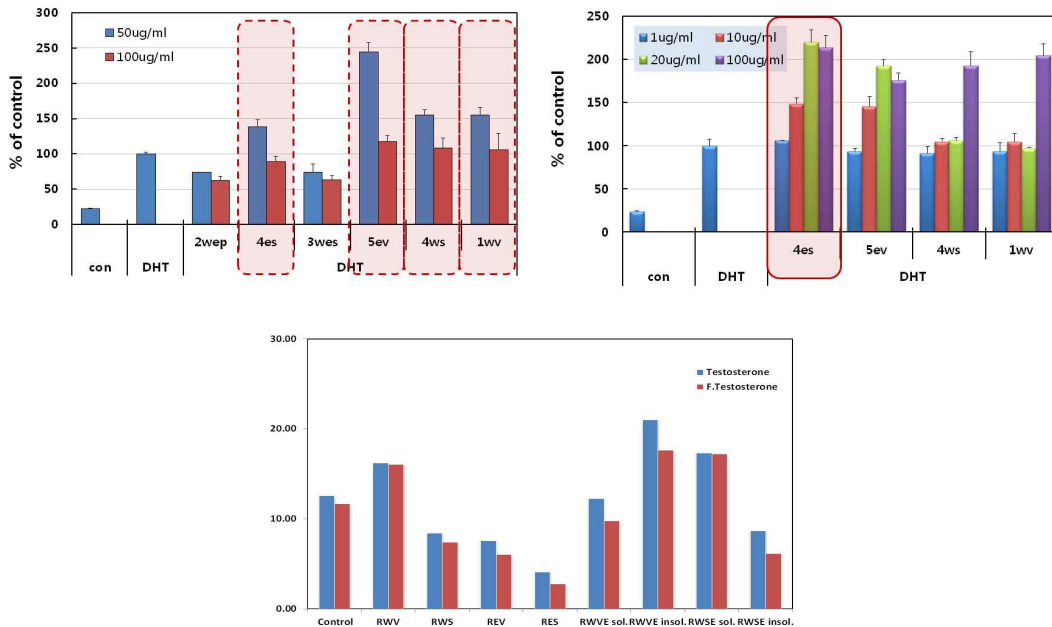 300
250
200
150
100
50
0
% of control
50ug/ml
100ug/ml
2wep 4es 3wes 5ev 4ws 1wv
con DHT DHT
250
200
150
100
50
0
% of control
1ug/ml 10ug/ml
20ug/ml 100ug/ml
4es 5ev 4ws 1wv
con DHT DHT
30.00
20.00
10.00
0.00
Testosterone
F.Testosterone
Control RWV RWS REV RES RWVE sol. RWVE insol. RWSE sol. RWSE insol.